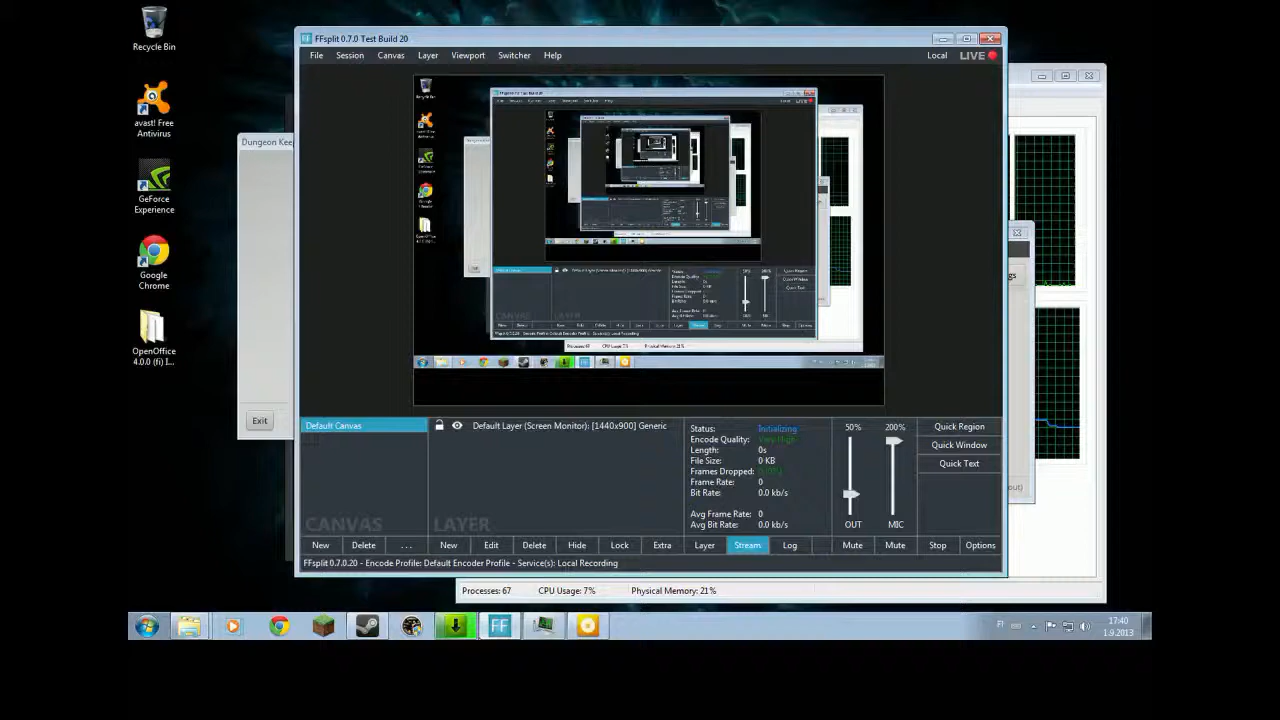 Recycle Bin
avast! Free
Antivirus
GeForce
Experience
Google
Chrome
OpenOffice
4.0.0 (fi) I...
Dungeon Kee
Exit
FFsplit 0.7.0 Test Build 20
File Session Canvas Layer Viewport Switcher Help
Local LIVE
Default Canvas
CANVAS
New Delete ...
Default Layer (Screen Monitor): [1440x900] Generic
LAYER
New Edit Delete Hide Lock Extra
Status: Initializing
Encode Quality: Very High
Length: 0s
File Size: 0 KB
Frames Dropped:
Frame Rate: 0
Bit Rate: 0.0 kb/s
Avg Frame Rate: 0
Avg Bit Rate: 0.0 kb/s
Layer Stream Log
50% 200%
OUT MIC
Mute Mute
Quick Region
Quick Window
Quick Text
Stop Options
FFsplit 0.7.0.20 - Encode Profile: Default Encoder Profile - Service(s): Local Recording
gs
out)
Processes: 67 CPU Usage: 7% Physical Memory: 21%
FF
FI
17:40
1.9.2013